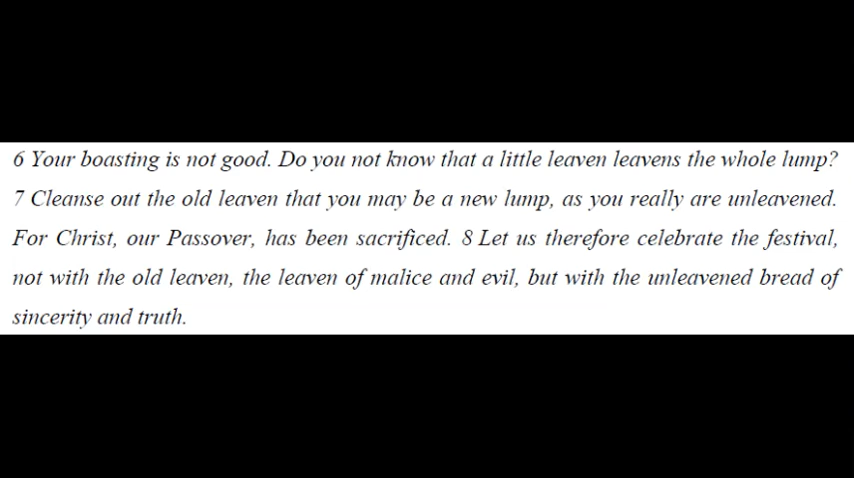 6 Your boasting is not good. Do you not know that a little leaven leavens the whole lump?
7 Cleanse out the old leaven that you may be a new lump, as you really are unleavened.
For Christ, our Passover, has been sacrificed. 8 Let us therefore celebrate the festival,
not with the old leaven, the leaven of malice and evil, but with the unleavened bread of
sincerity and truth.